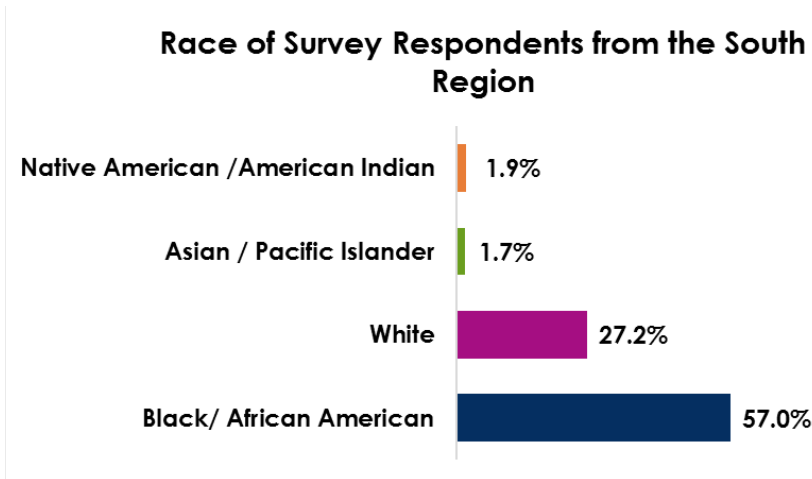 Race of Survey Respondents from the South
Region
Native American /American Indian 1.9%
Asian / Pacific Islander 1.7%
White 27.2%
Black/ African American 57.0%